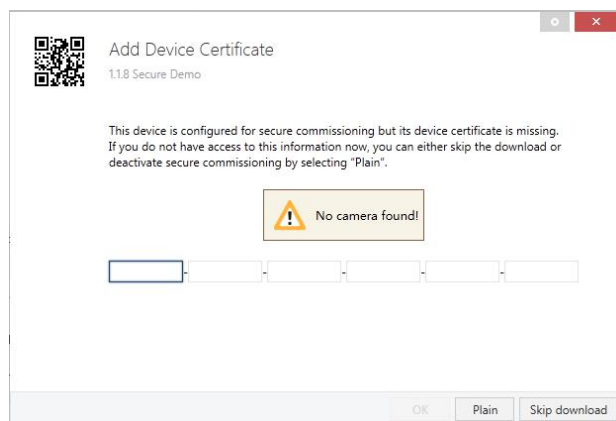 Add Device Certificate
1.1.8 Secure Demo
This device is configured for secure commissioning but its device certificate is missing.
If you do not have access to this information now, you can either skip the download or
deactivate secure commissioning by selecting "Plain".
No camera found!
- - - - -
OK Plain Skip download